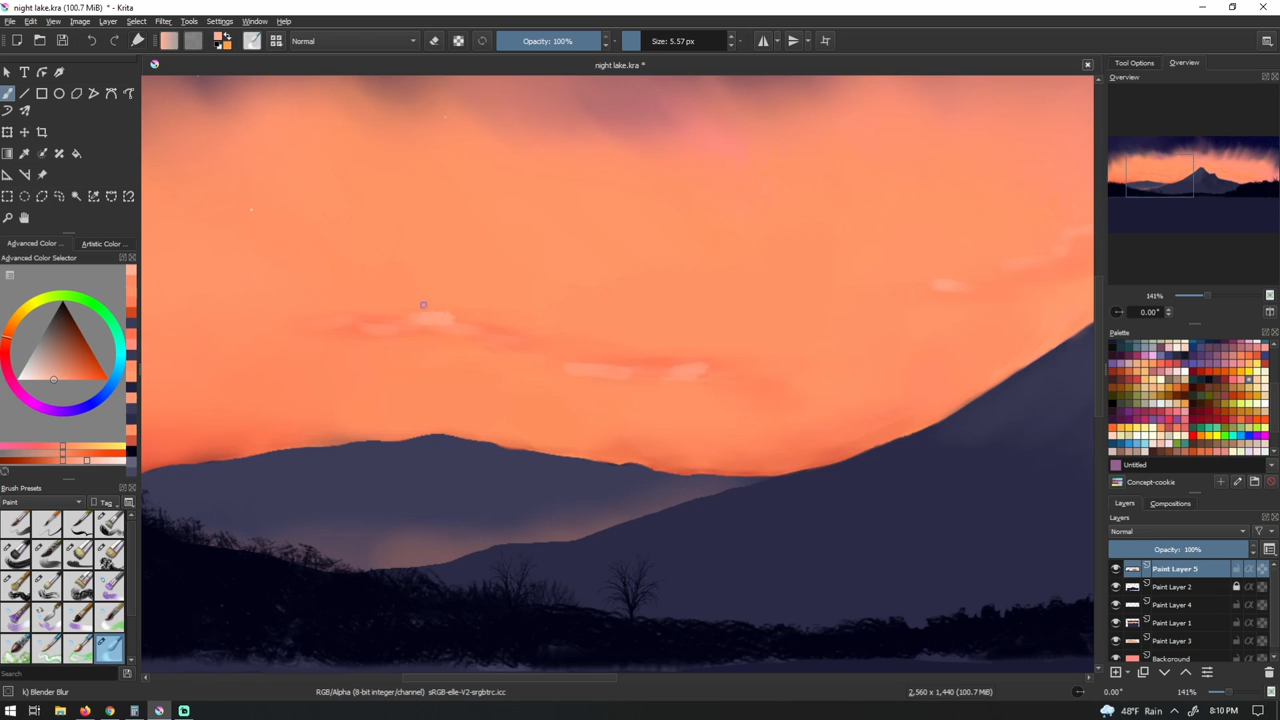 night lake.kra (100.7 MiB) * - Krita
File Edit View Image Layer Select Filter Tools Settings Window Help
Normal Opacity: 100% Size: 5.57 px
night lake.kra *
Tool Options Overview
Overview
Advanced Color ... Artistic Color ...
Advanced Color Selector
141%
0.00°
Palette
Untitled
Concept-cookie
Brush Presets
Paint Tag
Layers Compositions
Layers
Normal
Opacity: 100%
Paint Layer 5
Paint Layer 2
Paint Layer 4
Paint Layer 1
Paint Layer 3
Background
Search
k) Blender Blur RGB/Alpha (8-bit integer/channel) sRGB-elle-V2-srgbtrc.icc 2,560 x 1,440 (100.7 MiB) 0.00° 141%
48°F Rain 8:10 PM